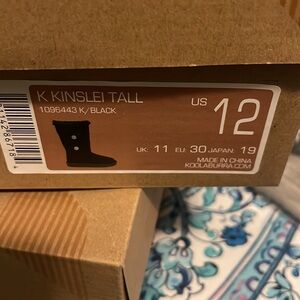 K KINSLEI TALL
1096443 K/BLACK
US 12
UK: 11 EU: 30 JAPAN: 19
MADE IN CHINA
KOOLABURRA.COM